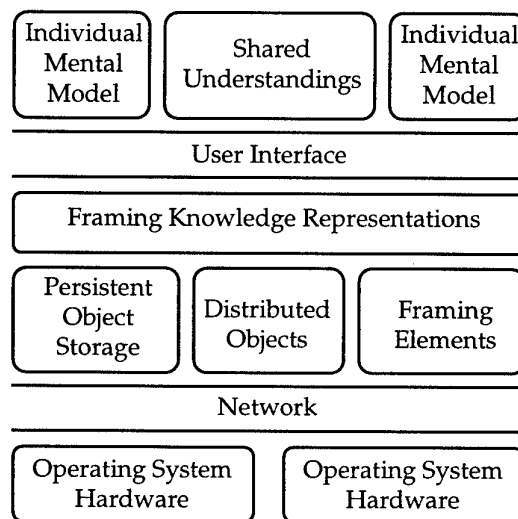 Individual
Mental
Model
Shared
Understandings
Individual
Mental
Model
User Interface
Framing Knowledge Representations
Persistent
Object
Storage
Distributed
Objects
Framing
Elements
Network
Operating System
Hardware
Operating System
Hardware